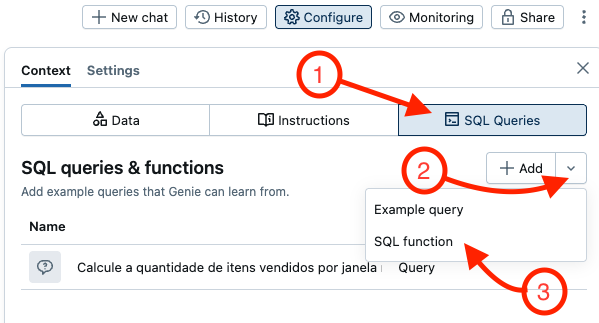 + New chat History Configure Monitoring Share
Context Settings
1
Data Instructions SQL Queries
SQL queries & functions + Add
2
Add example queries that Genie can learn from.
Example query
Name
SQL function
Calcule a quantidade de itens vendidos por janela Query
3